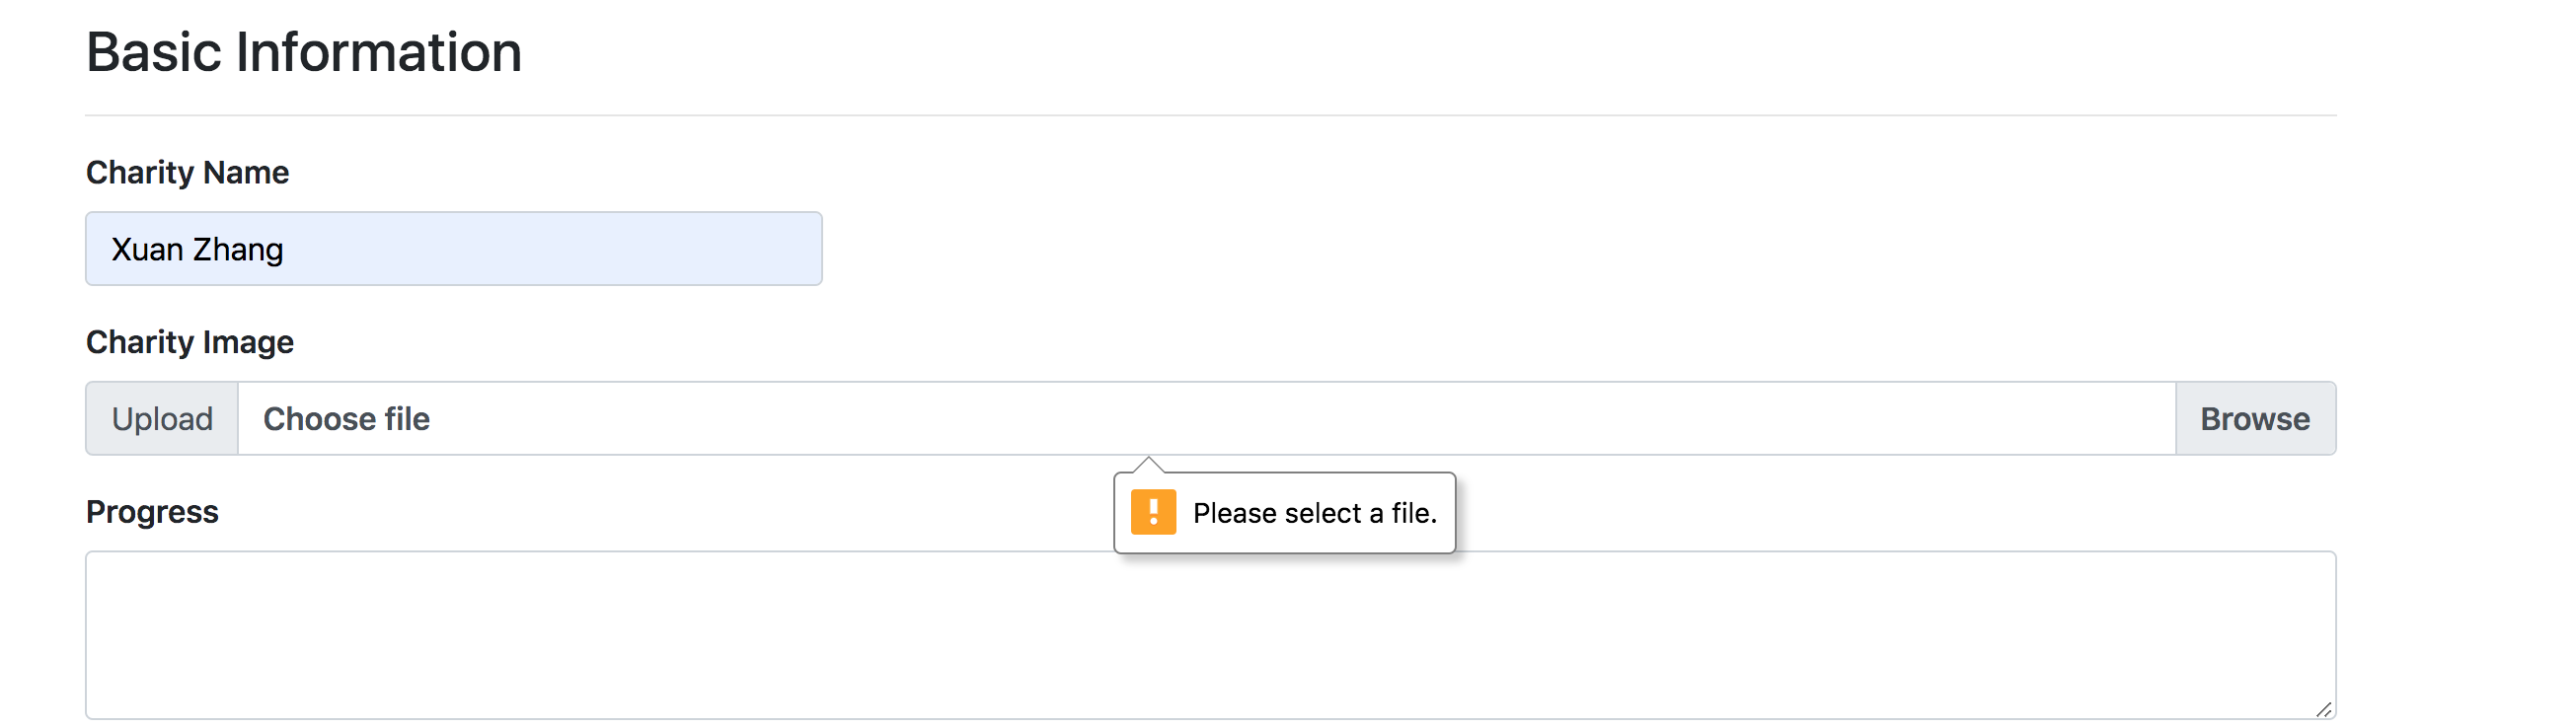 Basic Information
Charity Name
Xuan Zhang
Charity Image
Upload Choose file Browse
Please select a file.
Progress